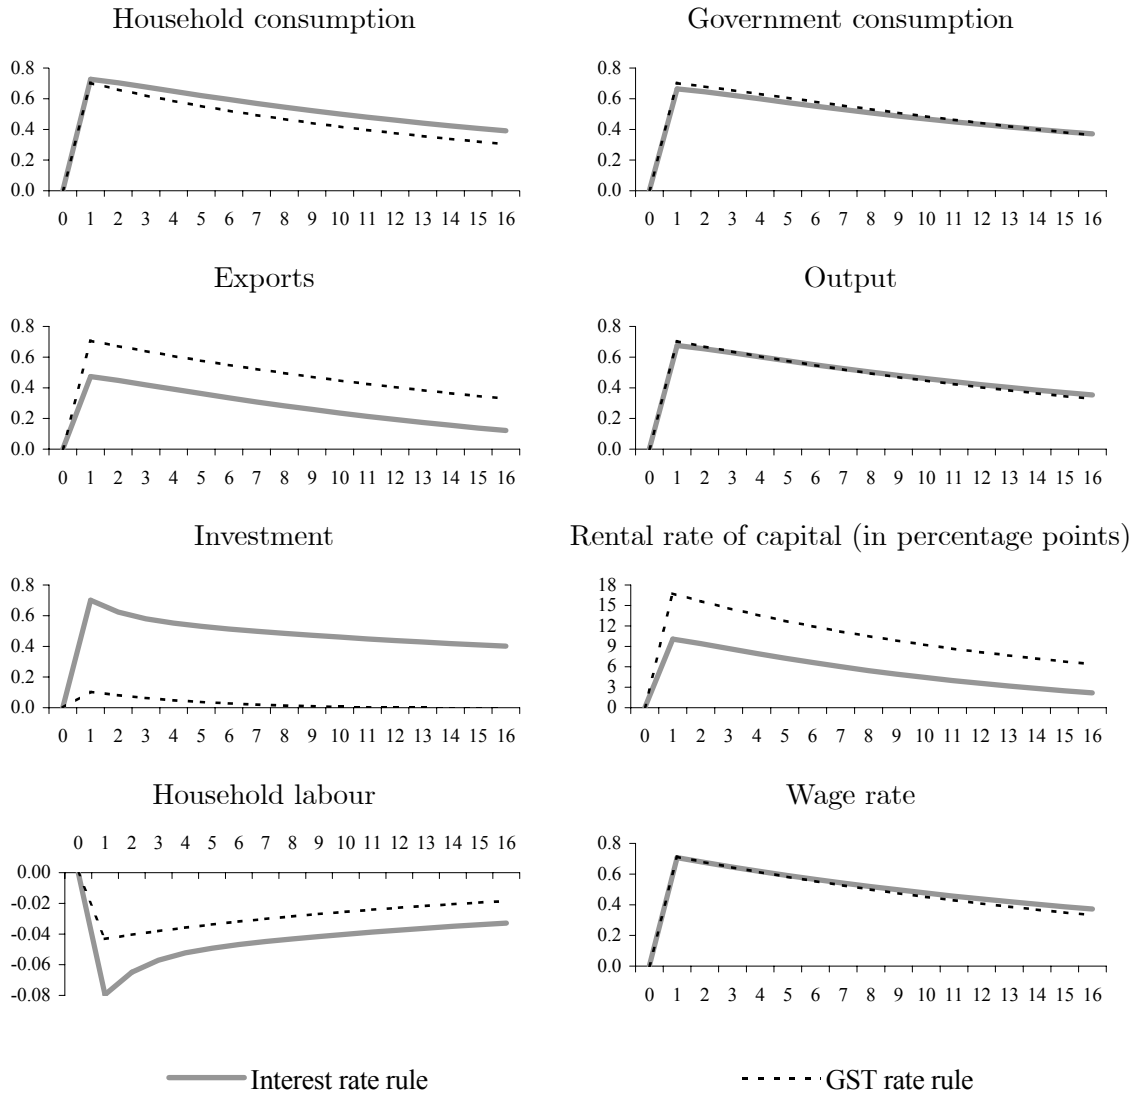 Household consumption
0.8
0.6
0.4
0.2
0.0
0 1 2 3 4 5 6 7 8 9 10 11 12 13 14 15 16
Government consumption
0.8
0.6
0.4
0.2
0.0
0 1 2 3 4 5 6 7 8 9 10 11 12 13 14 15 16
Exports
0.8
0.6
0.4
0.2
0.0
0 1 2 3 4 5 6 7 8 9 10 11 12 13 14 15 16
Output
0.8
0.6
0.4
0.2
0.0
0 1 2 3 4 5 6 7 8 9 10 11 12 13 14 15 16
Investment
0.8
0.6
0.4
0.2
0.0
0 1 2 3 4 5 6 7 8 9 10 11 12 13 14 15 16
Rental rate of capital (in percentage points)
18
15
12
9
6
3
0
0 1 2 3 4 5 6 7 8 9 10 11 12 13 14 15 16
Household labour
0 1 2 3 4 5 6 7 8 9 10 11 12 13 14 15 16
0.00
-0.02
-0.04
-0.06
-0.08
Wage rate
0.8
0.6
0.4
0.2
0.0
0 1 2 3 4 5 6 7 8 9 10 11 12 13 14 15 16
Interest rate rule
GST rate rule